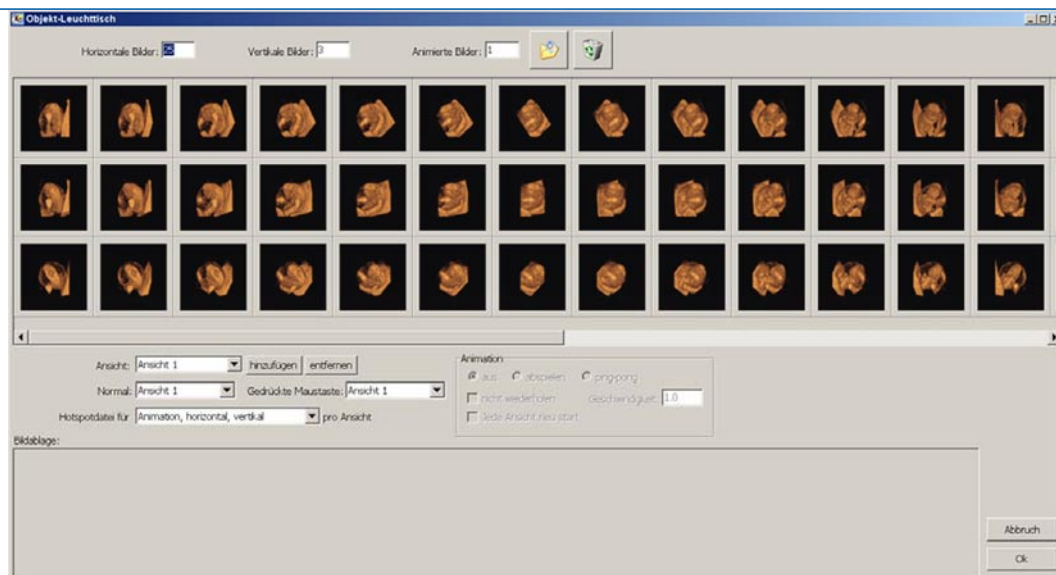 Objekt-Leuchttisch
Horizontale Bilder: 25 Vertikale Bilder: 3 Animierte Bilder: 1
Ansicht: Ansicht 1 hinzufügen entfernen
Normal: Ansicht 1 Gedrückte Maustaste: Ansicht 1
Hotspotdatei für Animation, horizontal, vertikal pro Ansicht
Animation
aus abspielen ping-pong
nicht wiederholen Geschwindigkeit: 1.0
Jede Ansicht neu start
Bildablage:
Abbruch
Ok